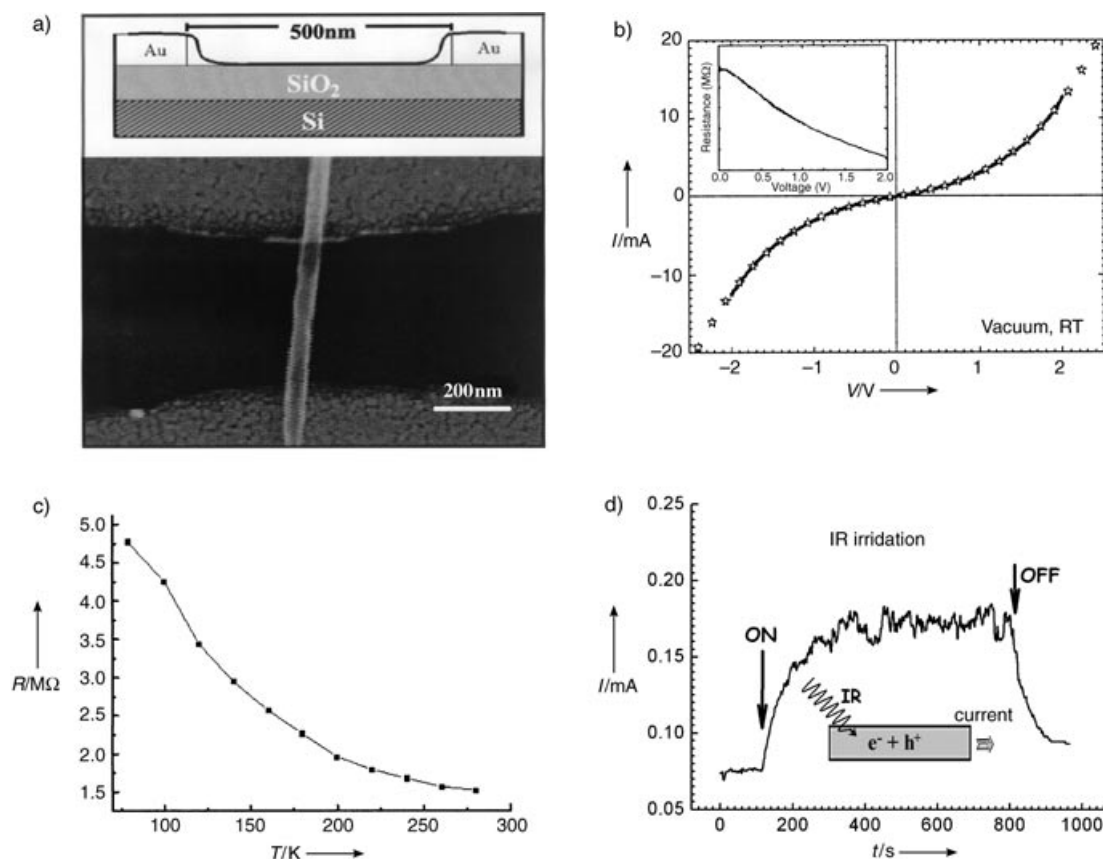 a)
500nm
Au Au
SiO2
Si
200nm
b)
20
10
0
−10
−20
I/mA
Resistance (MΩ)
0.0 0.5 1.0 1.5 2.0
Voltage (V)
Vacuum, RT
−2 −1 0 1 2
V/V
c)
5.0
4.5
4.0
3.5
3.0
2.5
2.0
1.5
R/MΩ
100 150 200 250 300
T/K
d)
0.25
0.20
0.15
0.10
0.05
I/mA
IR irridation
OFF
ON
IR
current
e- + h+
0 200 400 600 800 1000
t/s